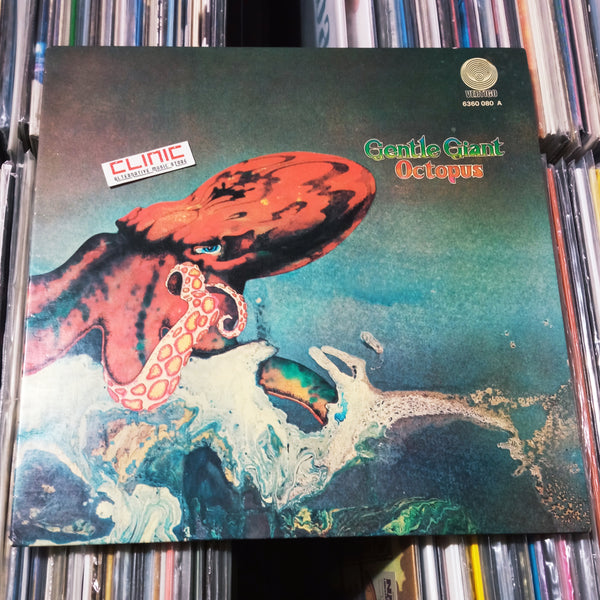 VERTIGO
6360 080 A
Gentle Giant
Octopus
CLINIC
ALTERNATIVE MUSIC STORE